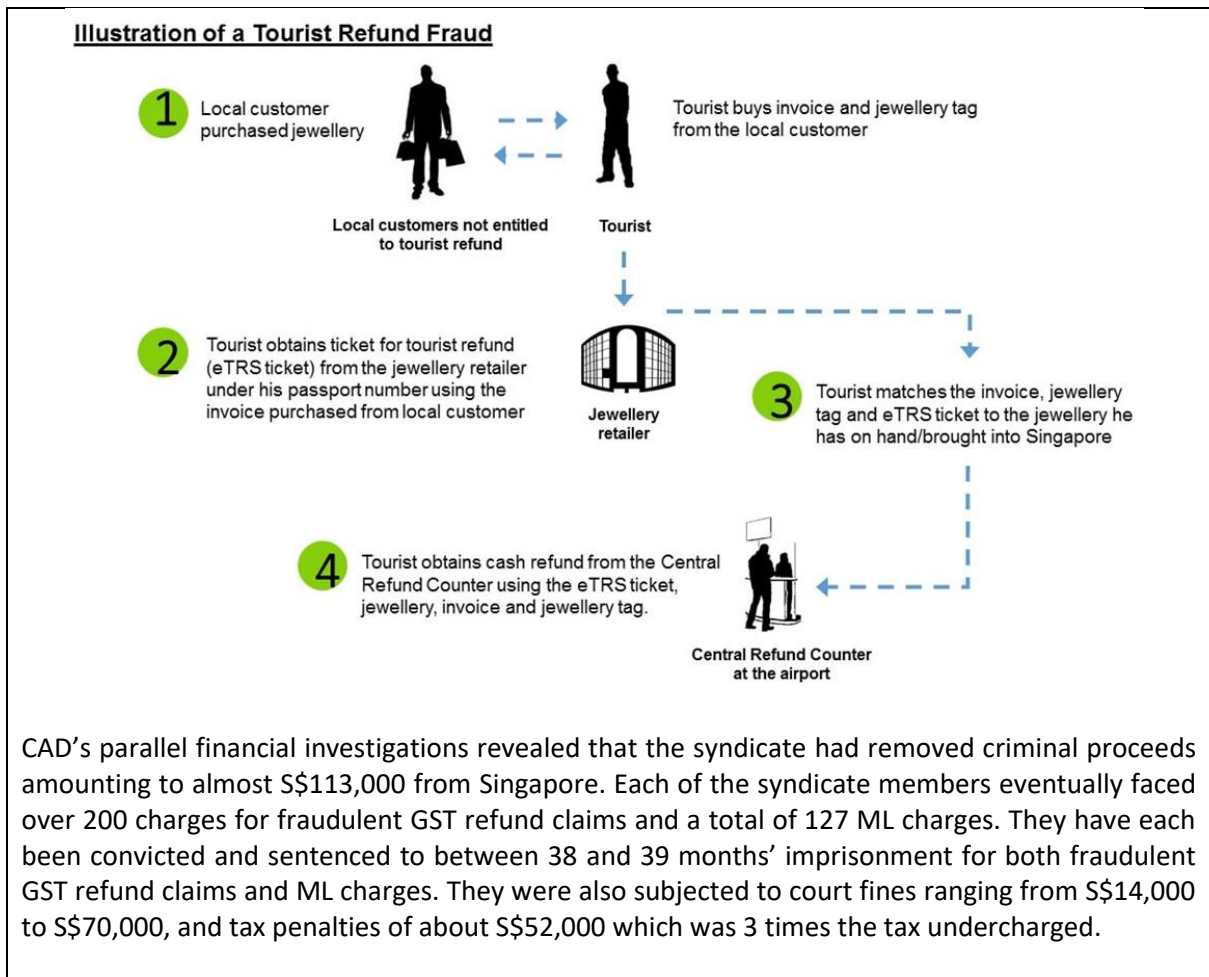 Illustration of a Tourist Refund Fraud
1
Local customer
purchased jewellery
Tourist buys invoice and jewellery tag
from the local customer
Local customers not entitled
to tourist refund
Tourist
2
Tourist obtains ticket for tourist refund
(eTRS ticket) from the jewellery retailer
under his passport number using the
invoice purchased from local customer
Jewellery
retailer
3
Tourist matches the invoice, jewellery
tag and eTRS ticket to the jewellery he
has on hand/brought into Singapore
4
Tourist obtains cash refund from the Central
Refund Counter using the eTRS ticket,
jewellery, invoice and jewellery tag.
Central Refund Counter
at the airport
CAD’s parallel financial investigations revealed that the syndicate had removed criminal proceeds
amounting to almost S$113,000 from Singapore. Each of the syndicate members eventually faced
over 200 charges for fraudulent GST refund claims and a total of 127 ML charges. They have each
been convicted and sentenced to between 38 and 39 months’ imprisonment for both fraudulent
GST refund claims and ML charges. They were also subjected to court fines ranging from S$14,000
to S$70,000, and tax penalties of about S$52,000 which was 3 times the tax undercharged.